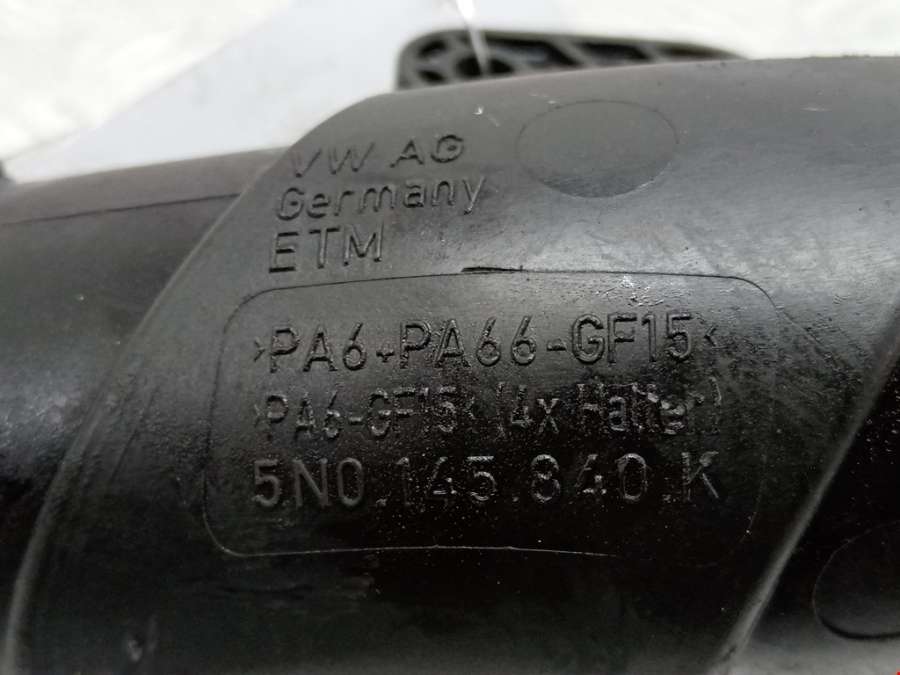 VW AG
Germany
ETM
>PA6+PA66-GF15<
>PA6-GF15< (4x Halter)
5N0.145.840.K